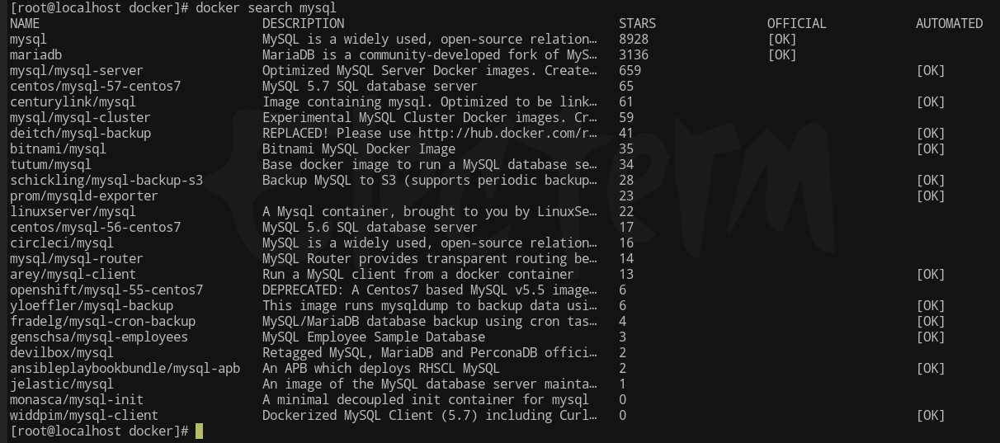 [root@localhost docker]# docker search mysql
NAME DESCRIPTION STARS OFFICIAL AUTOMATED
mysql MySQL is a widely used, open-source relation… 8928 [OK]
mariadb MariaDB is a community-developed fork of MyS… 3136 [OK]
mysql/mysql-server Optimized MySQL Server Docker images. Create… 659 [OK]
centos/mysql-57-centos7 MySQL 5.7 SQL database server 65
centurylink/mysql Image containing mysql. Optimized to be link… 61 [OK]
mysql/mysql-cluster Experimental MySQL Cluster Docker images. Cr… 59
deitch/mysql-backup REPLACED! Please use http://hub.docker.com/r… 41 [OK]
bitnami/mysql Bitnami MySQL Docker Image 35 [OK]
tutum/mysql Base docker image to run a MySQL database se… 34
schickling/mysql-backup-s3 Backup MySQL to S3 (supports periodic backup… 28 [OK]
prom/mysqld-exporter 23 [OK]
linuxserver/mysql A Mysql container, brought to you by LinuxSe… 22
centos/mysql-56-centos7 MySQL 5.6 SQL database server 17
circleci/mysql MySQL is a widely used, open-source relation… 16
mysql/mysql-router MySQL Router provides transparent routing be… 14
arey/mysql-client Run a MySQL client from a docker container 13 [OK]
openshift/mysql-55-centos7 DEPRECATED: A Centos7 based MySQL v5.5 image… 6
yloeffler/mysql-backup This image runs mysqldump to backup data usi… 6 [OK]
fradelg/mysql-cron-backup MySQL/MariaDB database backup using cron tas… 4 [OK]
genschsa/mysql-employees MySQL Employee Sample Database 3 [OK]
devilbox/mysql Retagged MySQL, MariaDB and PerconaDB offici… 2
ansibleplaybookbundle/mysql-apb An APB which deploys RHSCL MySQL 2 [OK]
jelastic/mysql An image of the MySQL database server mainta… 1
monasca/mysql-init A minimal decoupled init container for mysql 0
widdpim/mysql-client Dockerized MySQL Client (5.7) including Curl… 0 [OK]
[root@localhost docker]#
electerm